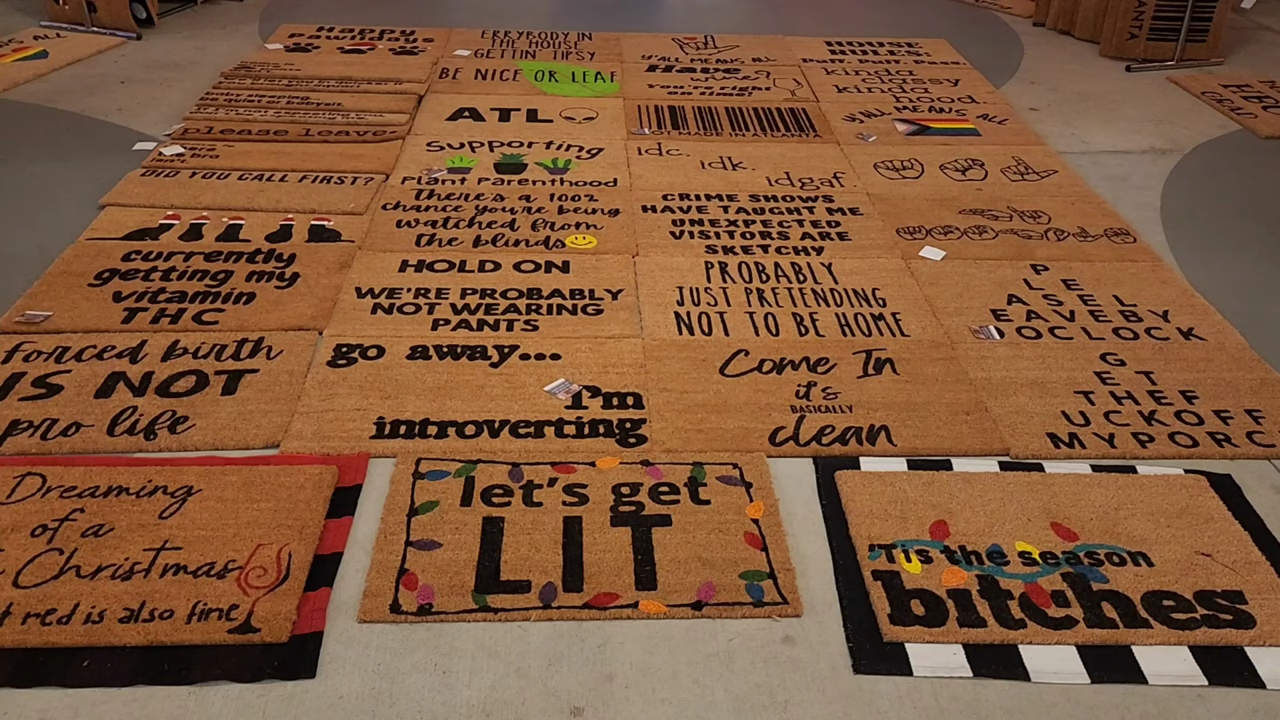 Happy
Pawlidays
ERRYBODY IN
THE HOUSE
GETTIN' TIPSY
Y'ALL MEANS ALL
HOUSE
RULES:
Puff. Puff. Pass.
BE NICE OR LEAF
Have
wine?
You're right
on time!
kinda
classy
kinda
hood.
ATL
NOT MADE IN ATLANTA
Y'ALL MEANS ALL
please leave.
DID YOU CALL FIRST?
Supporting
Plant Parenthood
idc.
idk.
idgaf.
There's a 100%
chance you're being
watched from
the blinds
CRIME SHOWS
HAVE TAUGHT ME
UNEXPECTED
VISITORS ARE
SKETCHY
currently
getting my
vitamin
THC
HOLD ON
WE'RE PROBABLY
NOT WEARING
PANTS
PROBABLY
JUST PRETENDING
NOT TO BE HOME
P
L E
A S E L
E A V E B Y
9 O C L O C K
forced birth
IS NOT
pro life
go away...
I'm
introverting
Come In
it's
BASICALLY
clean
G
E T
T H E F
U C K O F F
M Y P O R C
Dreaming
of a
Christmas
red is also fine
let's get
LIT
'Tis the season
bitches